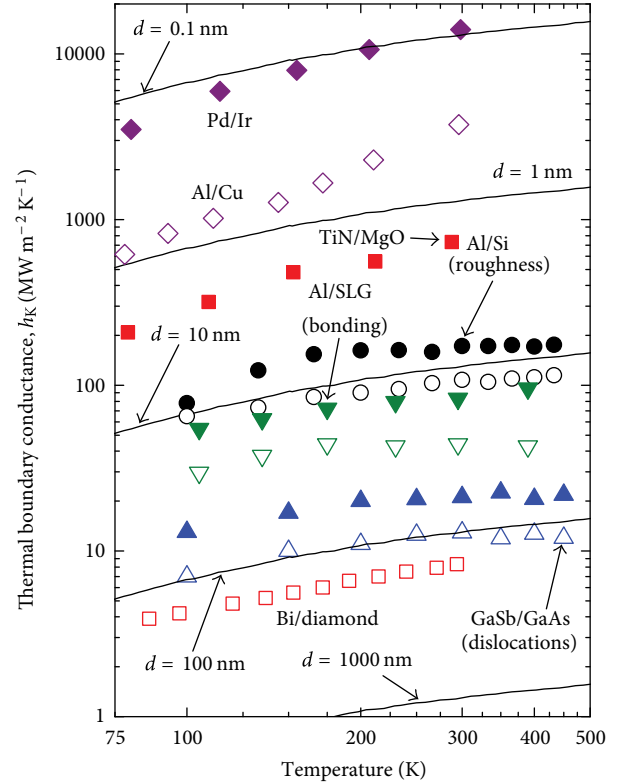 d = 0.1 nm
10000
Pd/Ir
Al/Cu
d = 1 nm
1000
TiN/MgO
Al/Si
(roughness)
Al/SLG
(bonding)
d = 10 nm
100
10
Bi/diamond
GaSb/GaAs
(dislocations)
d = 100 nm
d = 1000 nm
1
75 100 200 300 400 500
Temperature (K)
Thermal boundary conductance, hK (MW m−2 K−1)